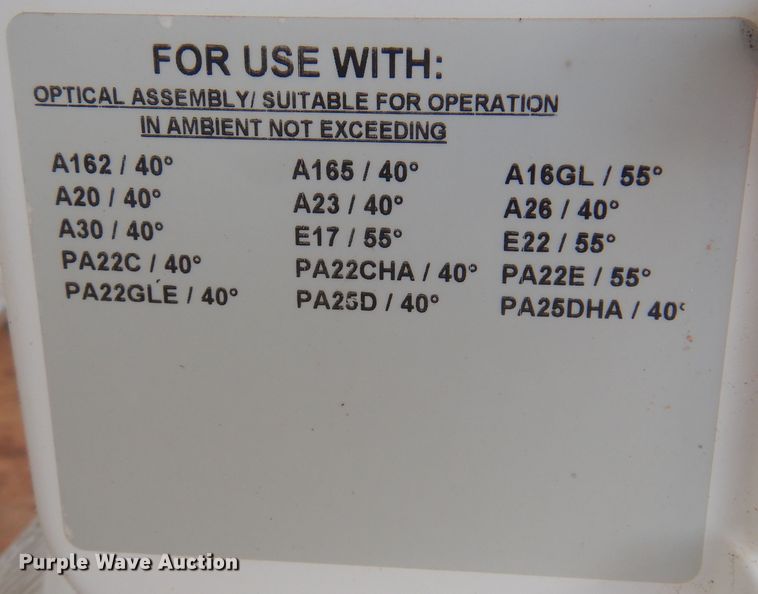 FOR USE WITH:
OPTICAL ASSEMBLY/ SUITABLE FOR OPERATION
IN AMBIENT NOT EXCEEDING
A162 / 40° A165 / 40° A16GL / 55°
A20 / 40° A23 / 40° A26 / 40°
A30 / 40° E17 / 55° E22 / 55°
PA22C / 40° PA22CHA / 40° PA22E / 55°
PA22GLE / 40° PA25D / 40° PA25DHA / 40°
Purple Wave Auction